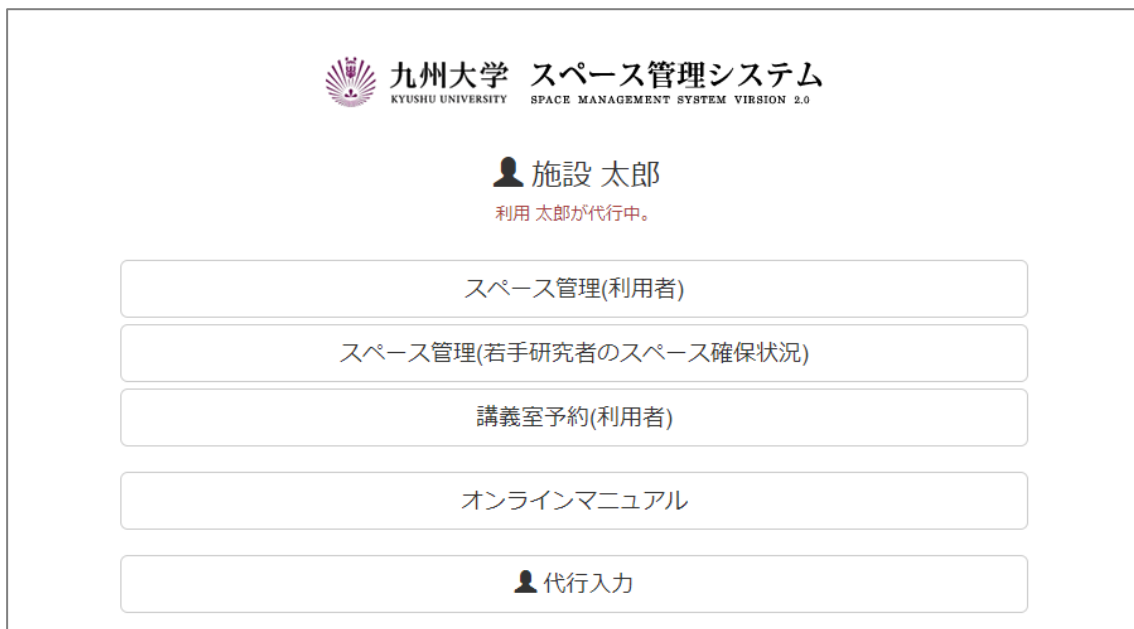 九州大学 スペース管理システム
KYUSHU UNIVERSITY SPACE MANAGEMENT SYSTEM VIRSION 2.0
施設 太郎
利用 太郎が代行中。
スペース管理(利用者)
スペース管理(若手研究者のスペース確保状況)
講義室予約(利用者)
オンラインマニュアル
代行入力